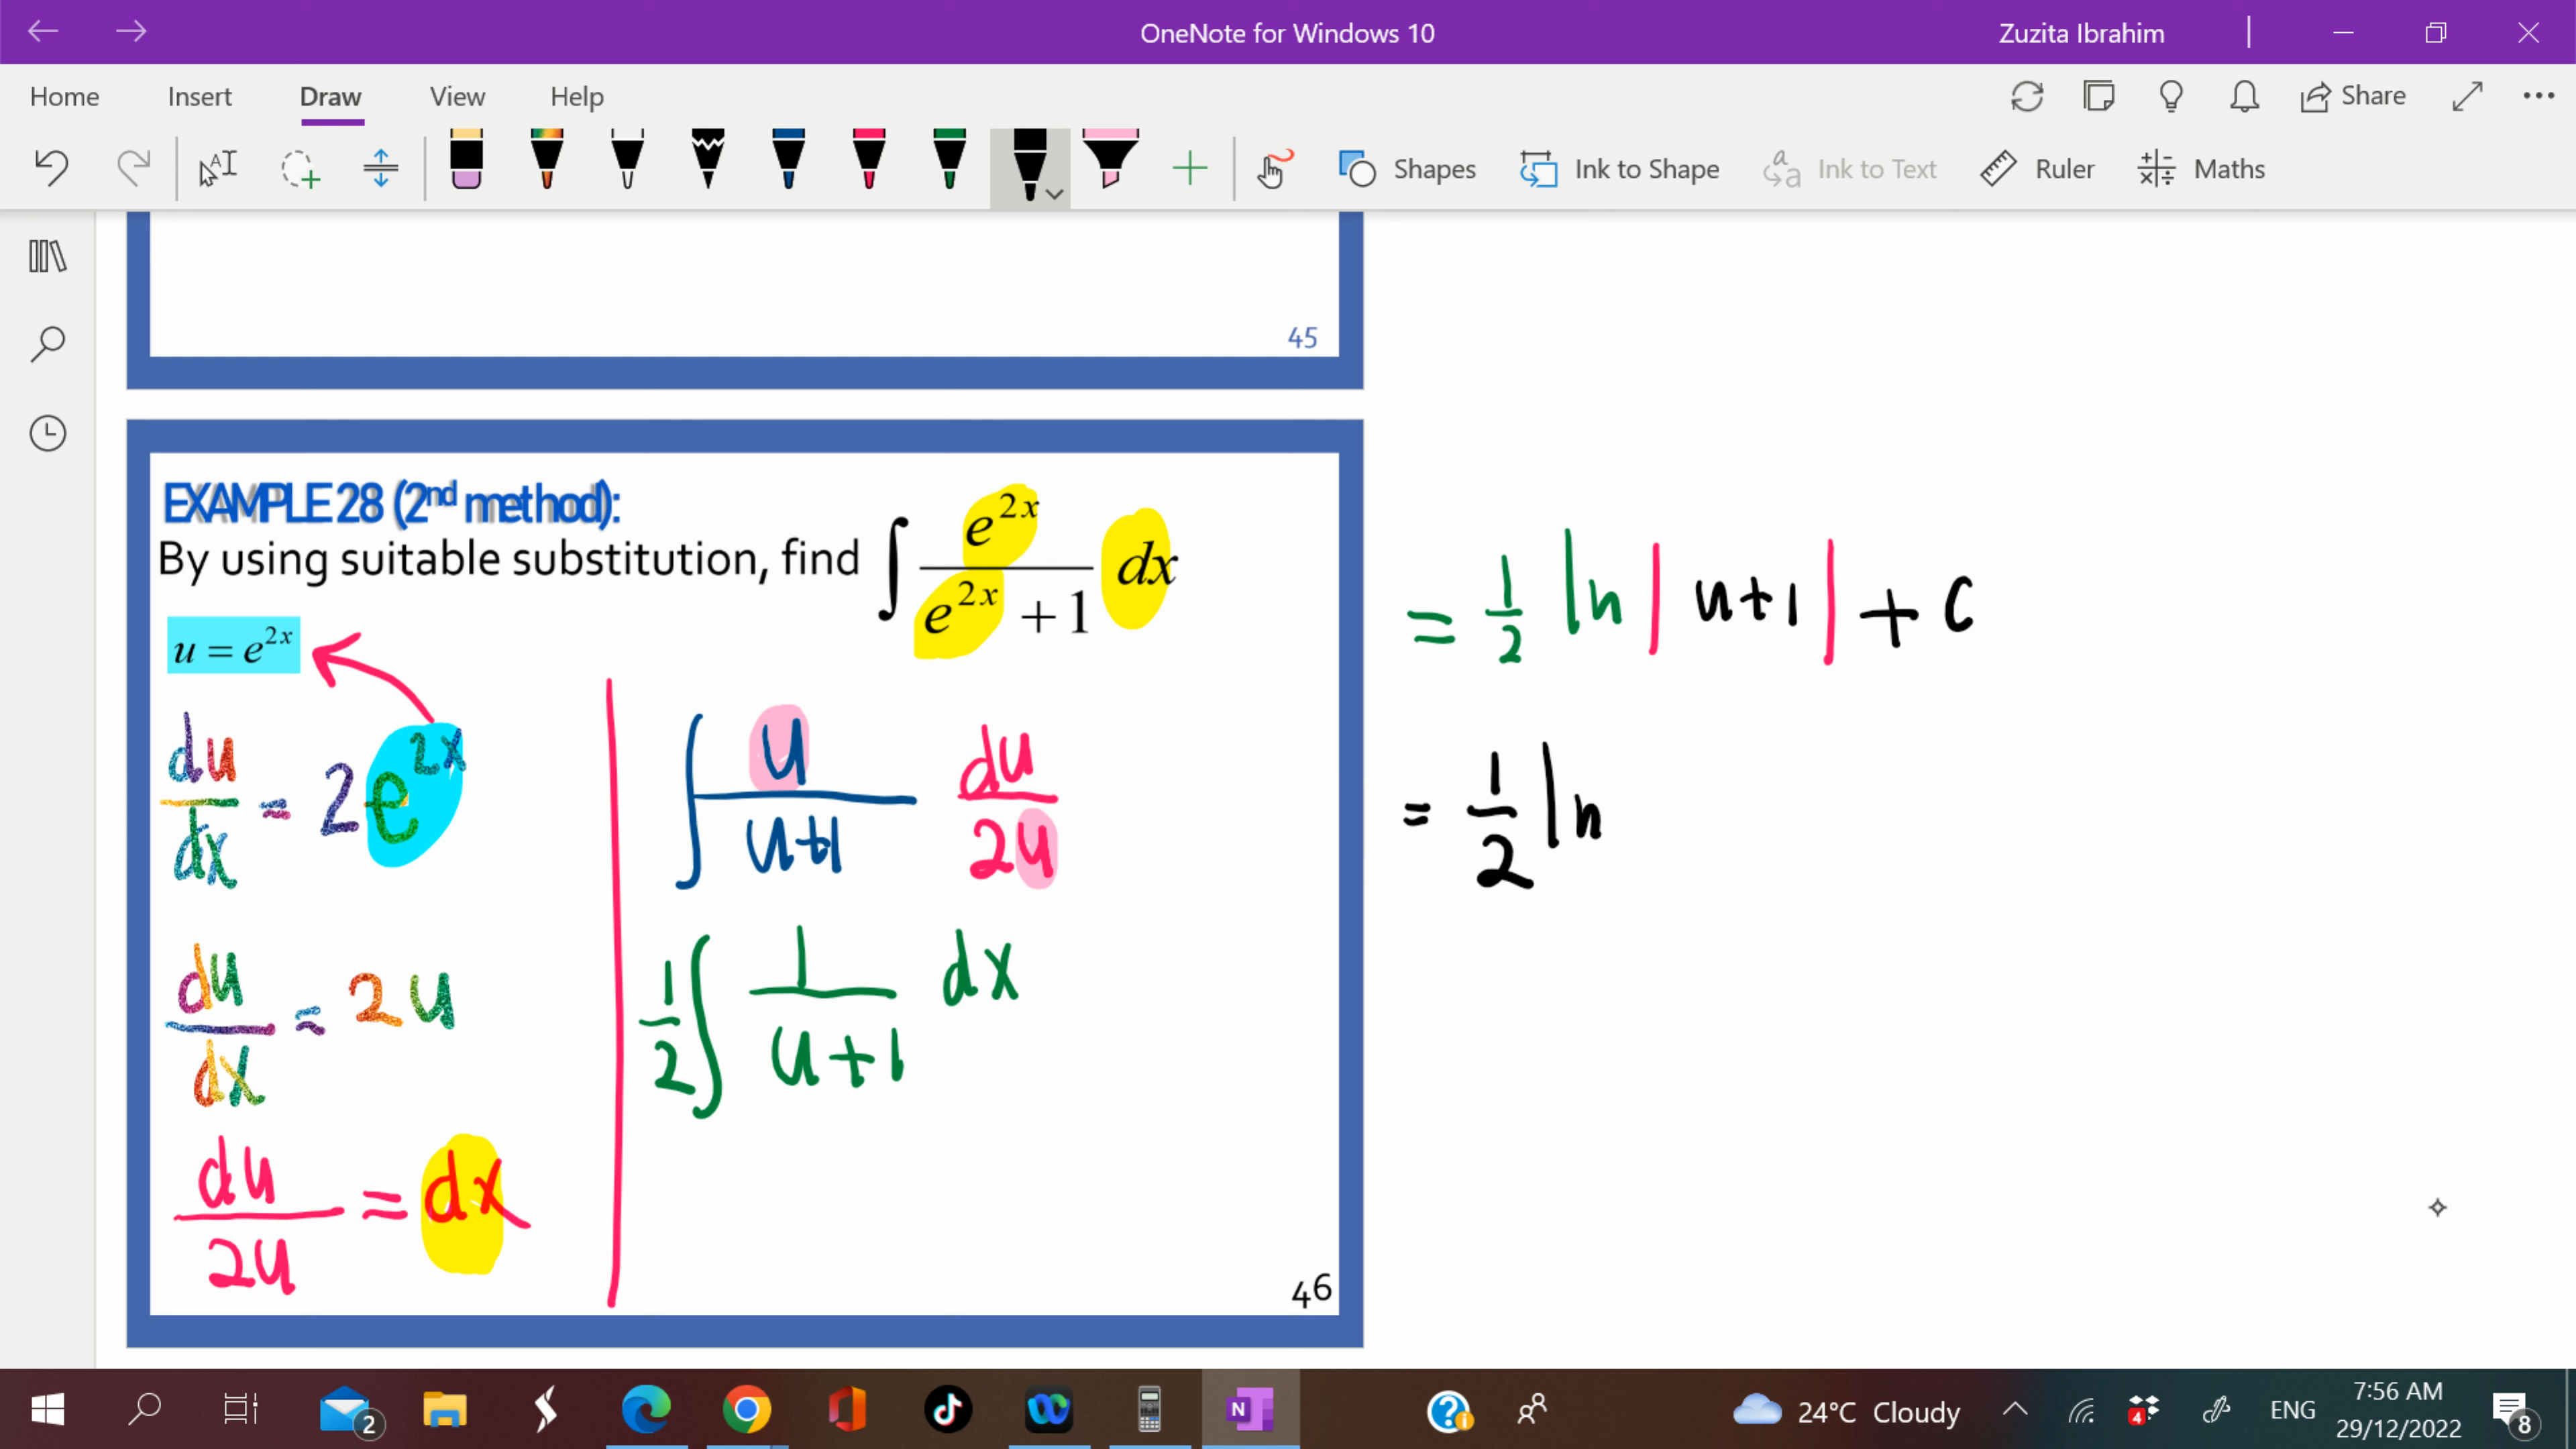 OneNote for Windows 10
Zuzita Ibrahim
Home Insert Draw View Help
Share
Shapes Ink to Shape Ink to Text Ruler Maths
45
EXAMPLE 28 (2nd method):
By using suitable substitution, find ∫ e^{2x}/(e^{2x} + 1) dx
u = e^{2x}
du/dx = 2e^{2x}
du/dx = 2u
du/2u = dx
∫ u/(u+1) du/2u
1/2 ∫ 1/(u+1) dx
46
= 1/2 ln | u+1 | + c
= 1/2 ln
2
N
24°C Cloudy
4
ENG
7:56 AM
29/12/2022
8